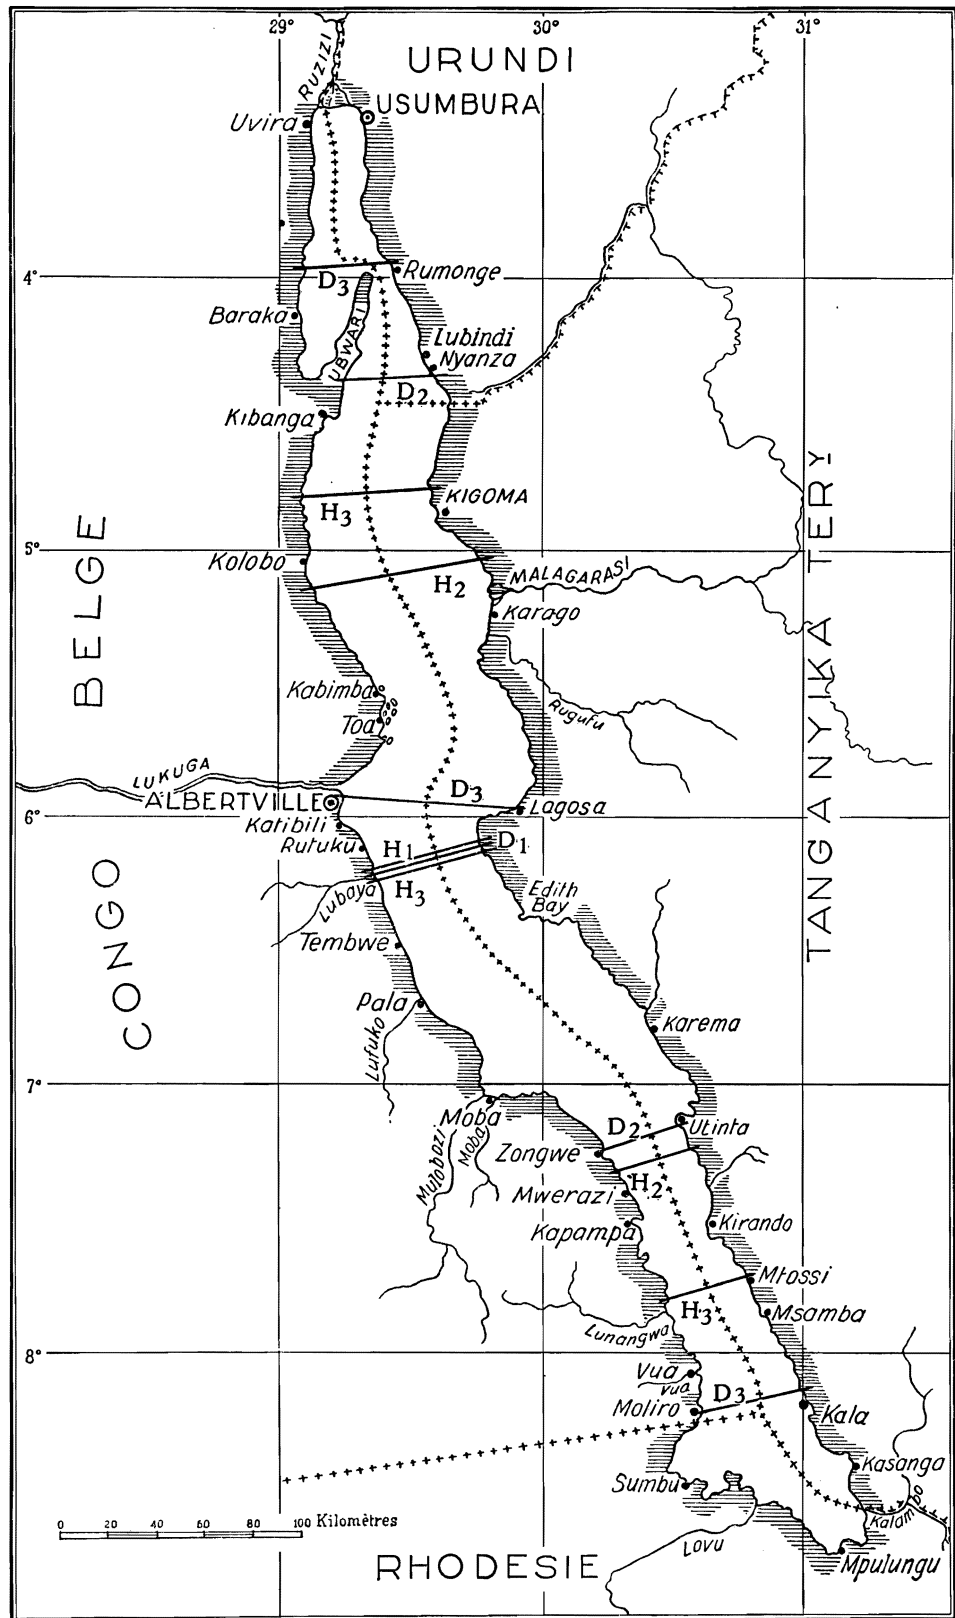 29° 30° 31°
RUZIZI
URUNDI
USUMBURA
Uvira
4°
D3
Rumonge
Baraka
UBWARI
Lubindi
Nyanza
D2
Kibanga
H3
KIGOMA
5°
Kolobo
H2
MALAGARASI
Karago
Kabimba
Toa
Rugufu
BELGE
CONGO
TANGANYIKA TERY
LUKUGA
ALBERTVILLE
D3
Lagosa
6°
Katibili
Rutuku
H1
D1
H3
Lubaya
Edith
Bay
Tembwe
Pala
Lufuko
Karema
7°
Moba
Moba
Mulobozi
D2
Utinta
Zongwe
H2
Mwerazi
Kapampa
Kirando
Mtossi
H3
Msamba
Lunangwa
8°
Vua
Vua
D3
Moliro
Kala
Sumbu
Kasanga
Kalambo
0 20 40 60 80 100 Kilomètres
Lovu
RHODESIE
Mpulungu